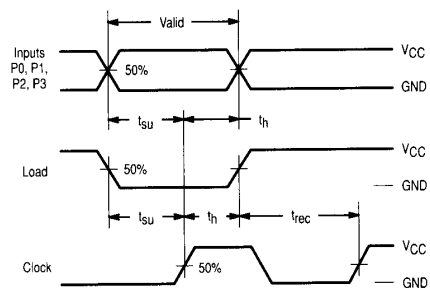 Valid
Inputs
P0, P1,
P2, P3
50%
VCC
GND
tsu
th
Load
50%
VCC
GND
tsu
th
trec
Clock
50%
VCC
GND